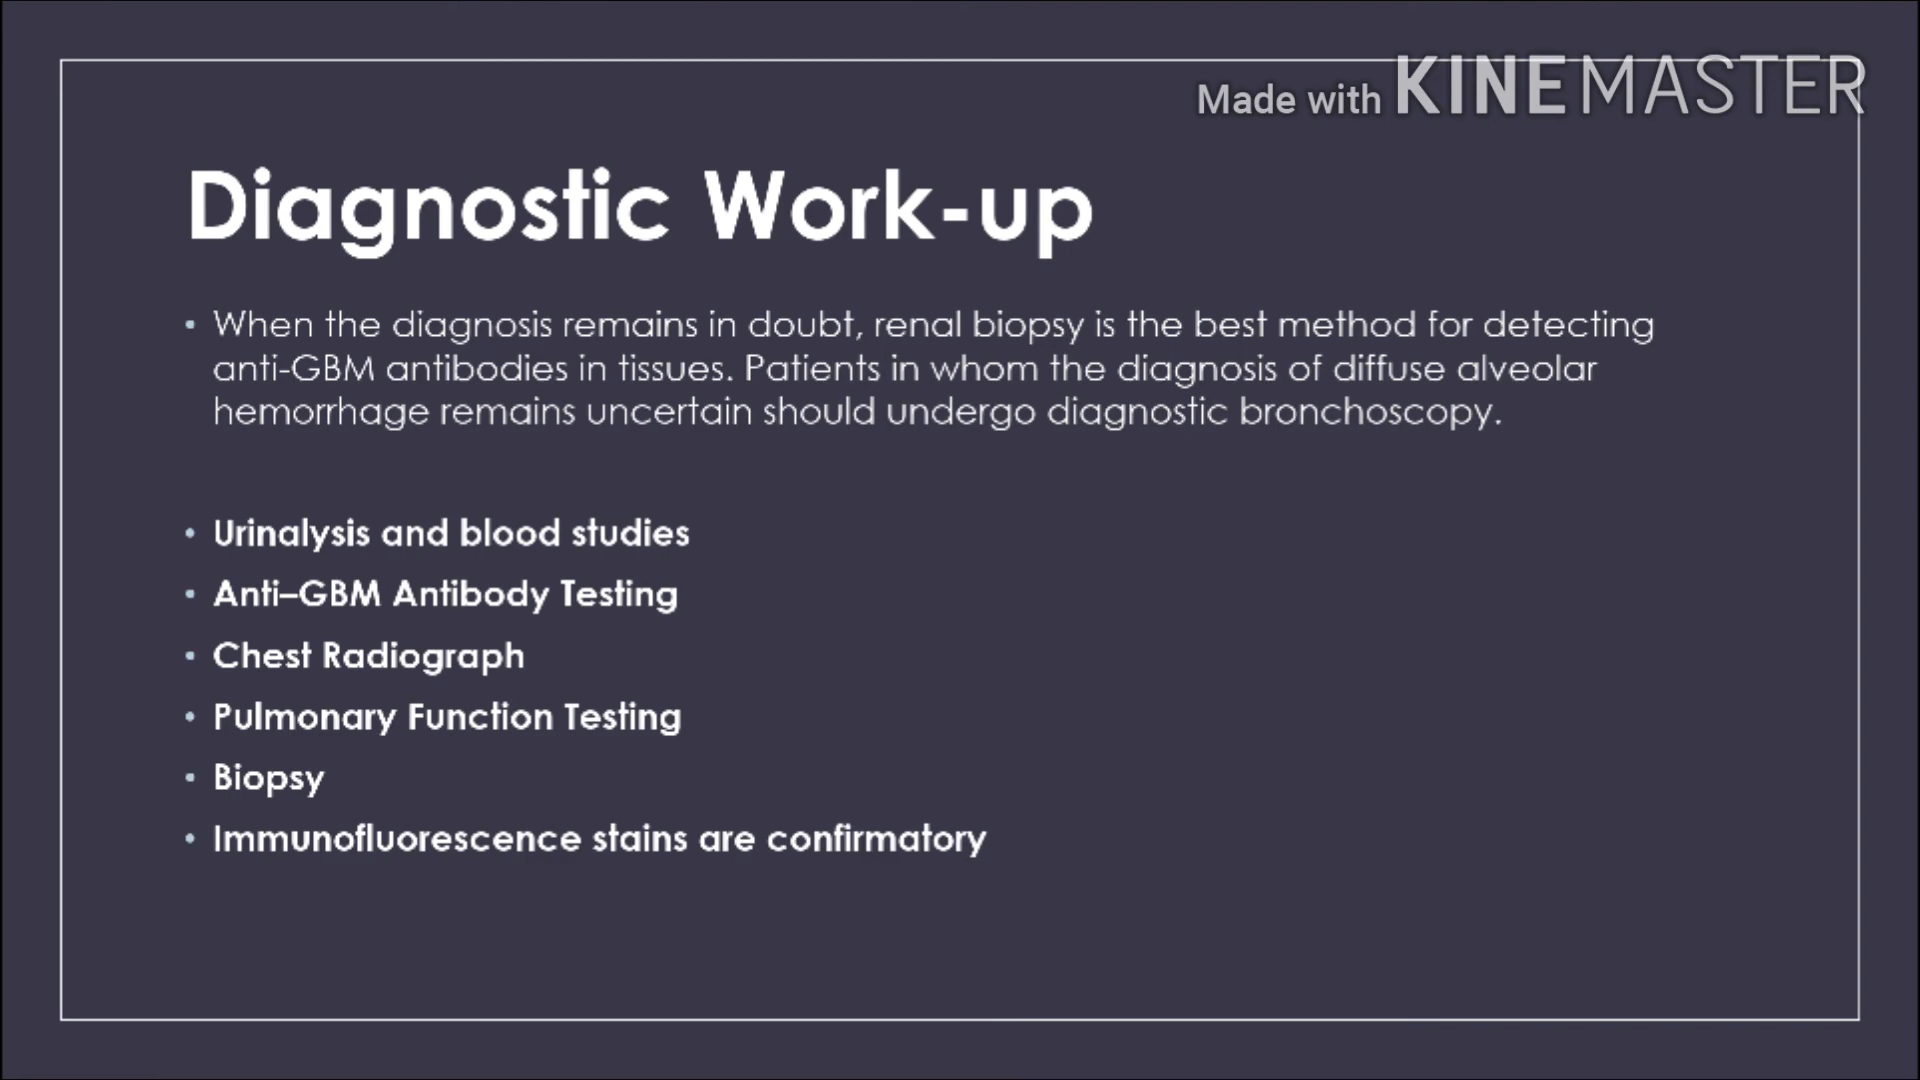 Made with KINEMASTER
Diagnostic Work-up
• When the diagnosis remains in doubt, renal biopsy is the best method for detecting
anti-GBM antibodies in tissues. Patients in whom the diagnosis of diffuse alveolar
hemorrhage remains uncertain should undergo diagnostic bronchoscopy.
• Urinalysis and blood studies
• Anti–GBM Antibody Testing
• Chest Radiograph
• Pulmonary Function Testing
• Biopsy
• Immunofluorescence stains are confirmatory